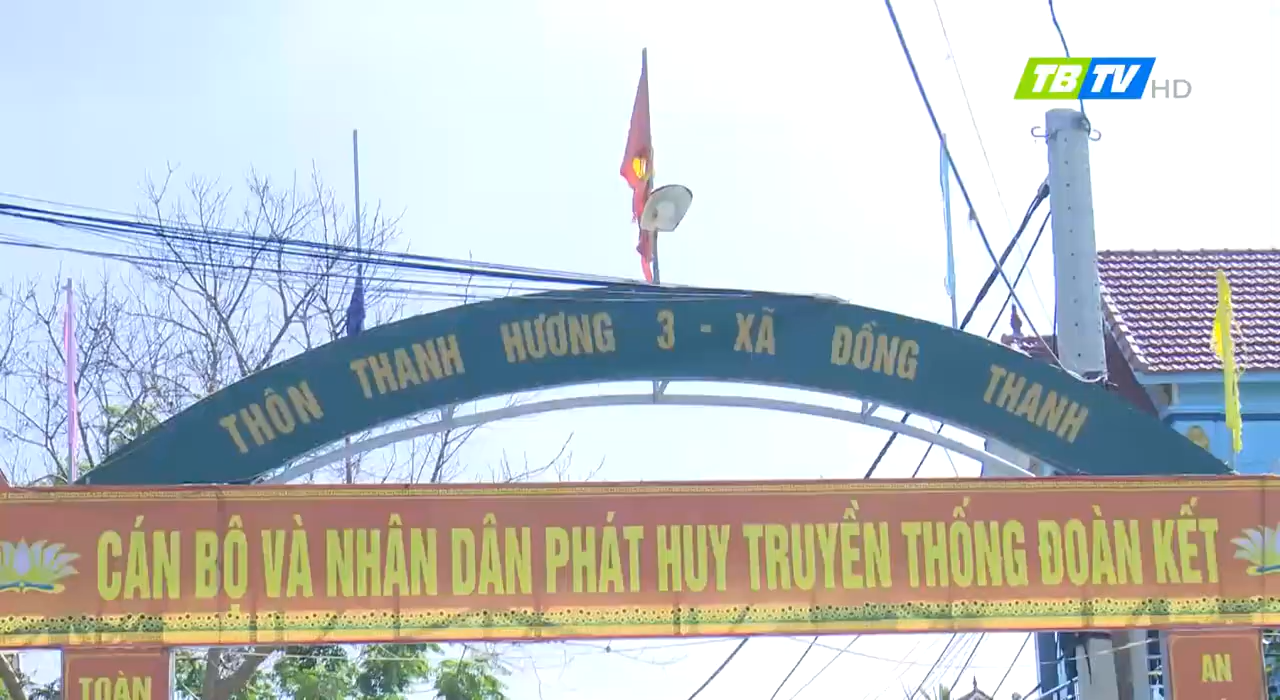 TBTV HD
THÔN THANH HƯƠNG 3 - XÃ ĐỒNG THANH
CÁN BỘ VÀ NHÂN DÂN PHÁT HUY TRUYỀN THỐNG ĐOÀN KẾT
TOÀN
AN